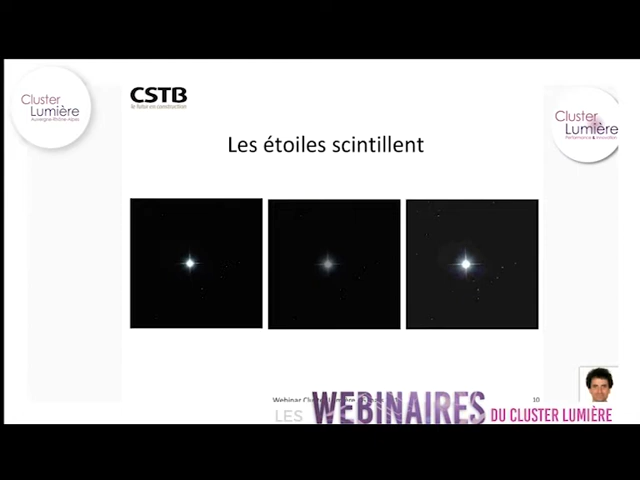 Cluster
Lumière
Auvergne-Rhône-Alpes
CSTB
le futur en construction
Cluster
Lumière
Les étoiles scintillent
Webinar
10
LES WEBINAIRES DU CLUSTER LUMIÈRE